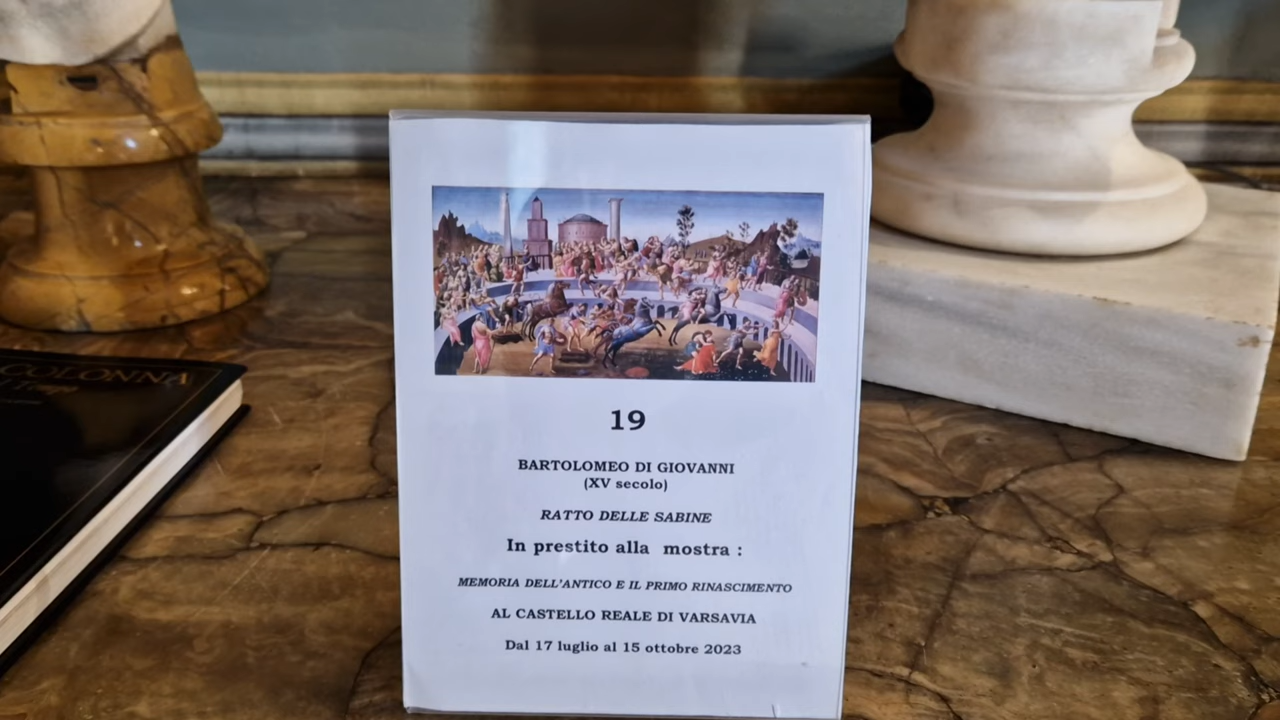 COLONNA
19
BARTOLOMEO DI GIOVANNI
(XV secolo)
RATTO DELLE SABINE
In prestito alla mostra :
MEMORIA DELL'ANTICO E IL PRIMO RINASCIMENTO
AL CASTELLO REALE DI VARSAVIA
Dal 17 luglio al 15 ottobre 2023